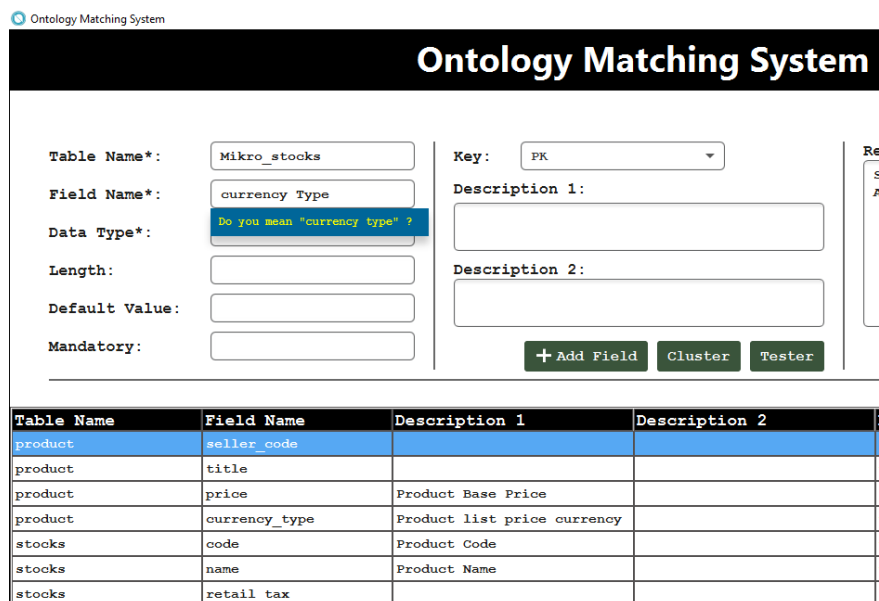 Ontology Matching System
Ontology Matching System
Table Name*:
Mikro_stocks
Field Name*:
currency Type
Do you mean "currency type" ?
Data Type*:
Length:
Default Value:
Mandatory:
Key:
PK
Description 1:
Description 2:
+ Add Field
Cluster
Tester
Re
S
A
Table Name Field Name Description 1 Description 2
product seller_code
product title
product price Product Base Price
product currency_type Product list price currency
stocks code Product Code
stocks name Product Name
stocks retail tax